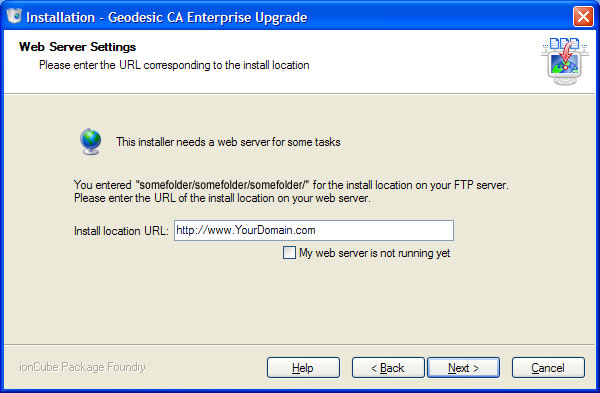 Installation - Geodesic CA Enterprise Upgrade
Web Server Settings
Please enter the URL corresponding to the install location
This installer needs a web server for some tasks
You entered "somefolder/somefolder/somefolder/" for the install location on your FTP server.
Please enter the URL of the install location on your web server.
Install location URL: http://www.YourDomain.com
My web server is not running yet
ionCube Package Foundry
Help
< Back
Next >
Cancel